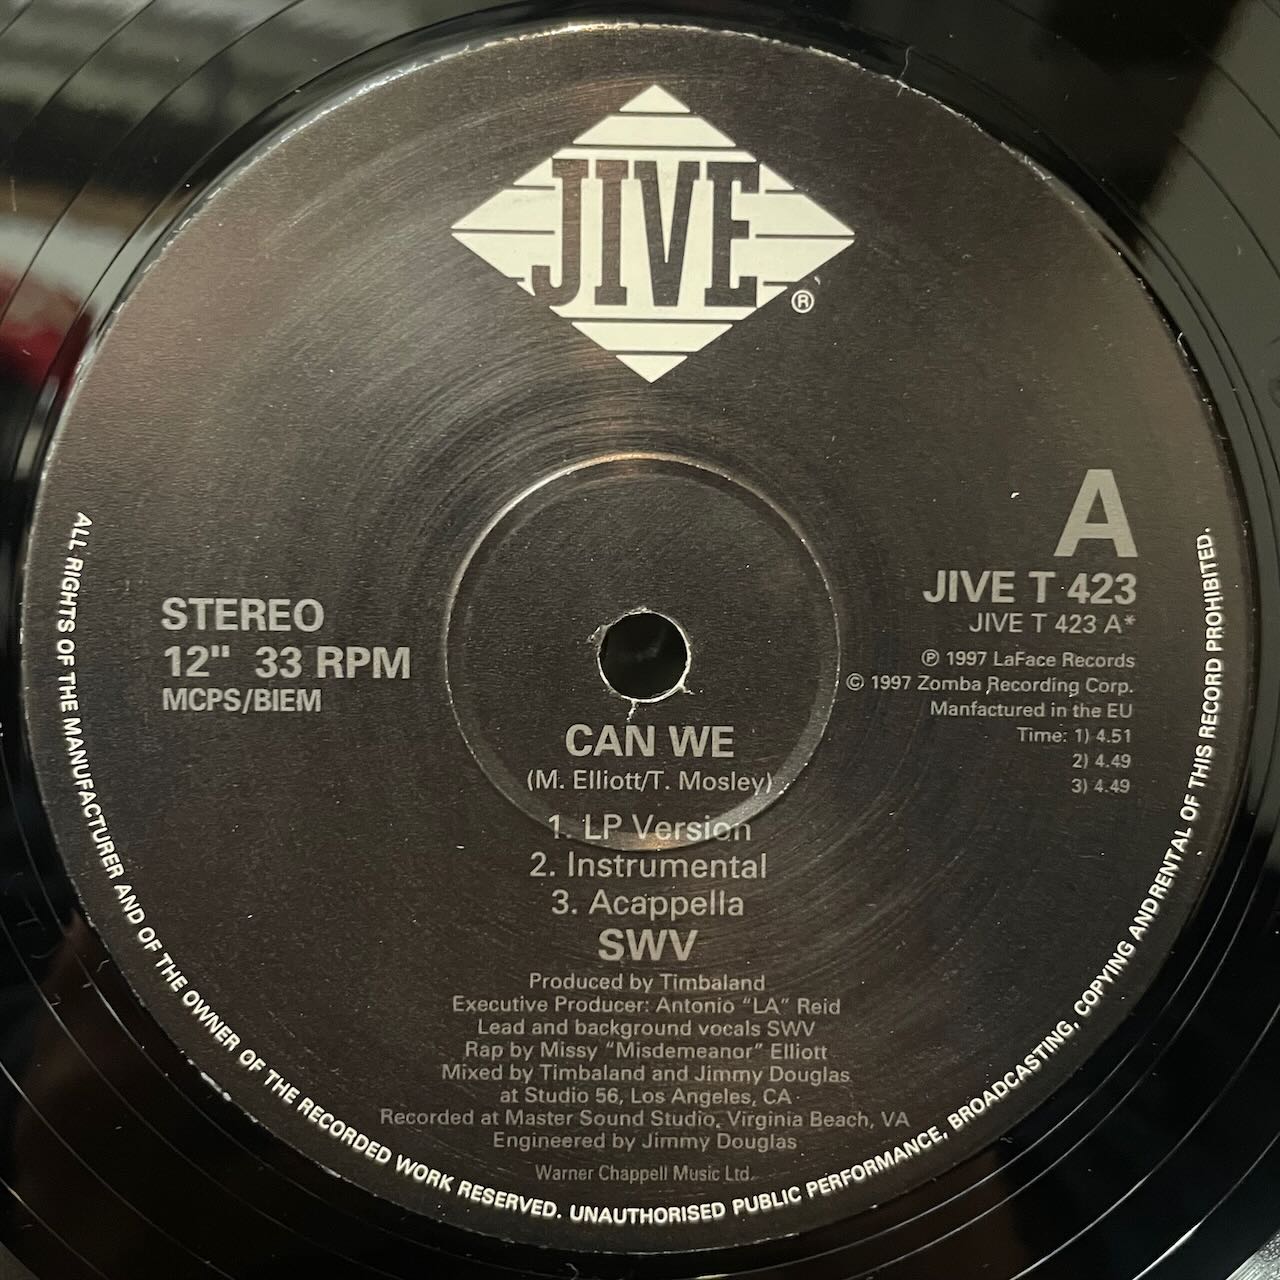 JIVE
®
A
JIVE T 423
JIVE T 423 A*
℗ 1997 LaFace Records
© 1997 Zomba Recording Corp.
Manfactured in the EU
Time: 1) 4.51
2) 4.49
3) 4.49
STEREO
12" 33 RPM
MCPS/BIEM
CAN WE
(M. Elliott/T. Mosley)
1. LP Version
2. Instrumental
3. Acappella
SWV
Produced by Timbaland
Executive Producer: Antonio "LA" Reid
Lead and background vocals SWV
Rap by Missy "Misdemeanor" Elliott
Mixed by Timbaland and Jimmy Douglas
at Studio 56, Los Angeles, CA
Recorded at Master Sound Studio, Virginia Beach, VA
Engineered by Jimmy Douglas
Warner Chappell Music Ltd.
ALL RIGHTS OF THE MANUFACTURER AND OF THE OWNER OF THE RECORDED WORK RESERVED. UNAUTHORISED PUBLIC PERFORMANCE, BROADCASTING, COPYING AND RENTAL OF THIS RECORD PROHIBITED.